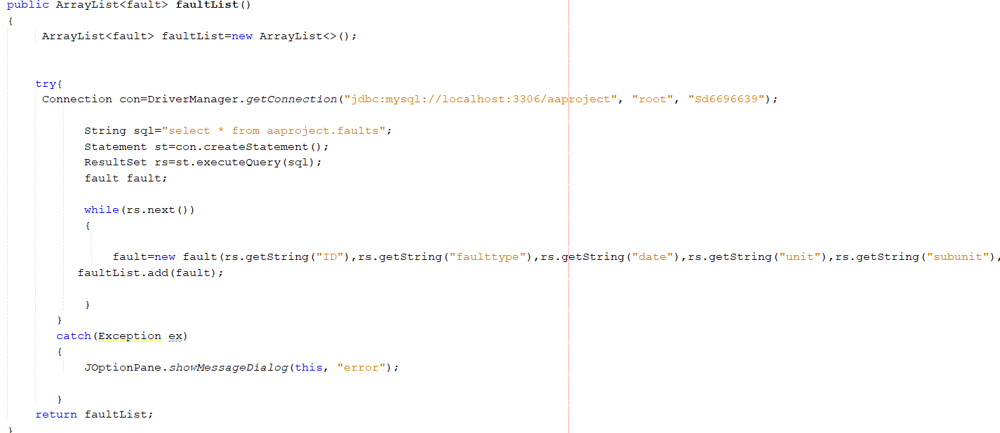 public ArrayList<fault> faultList()
{
ArrayList<fault> faultList=new ArrayList<>();
try{
Connection con=DriverManager.getConnection("jdbc:mysql://localhost:3306/aaproject", "root", "Sd6696639");
String sql="select * from aaproject.faults";
Statement st=con.createStatement();
ResultSet rs=st.executeQuery(sql);
fault fault;
while(rs.next())
{
fault=new fault(rs.getString("ID"),rs.getString("faulttype"),rs.getString("date"),rs.getString("unit"),rs.getString("subunit"),
faultList.add(fault);
}
}
catch(Exception ex)
{
JOptionPane.showMessageDialog(this, "error");
}
return faultList;
}